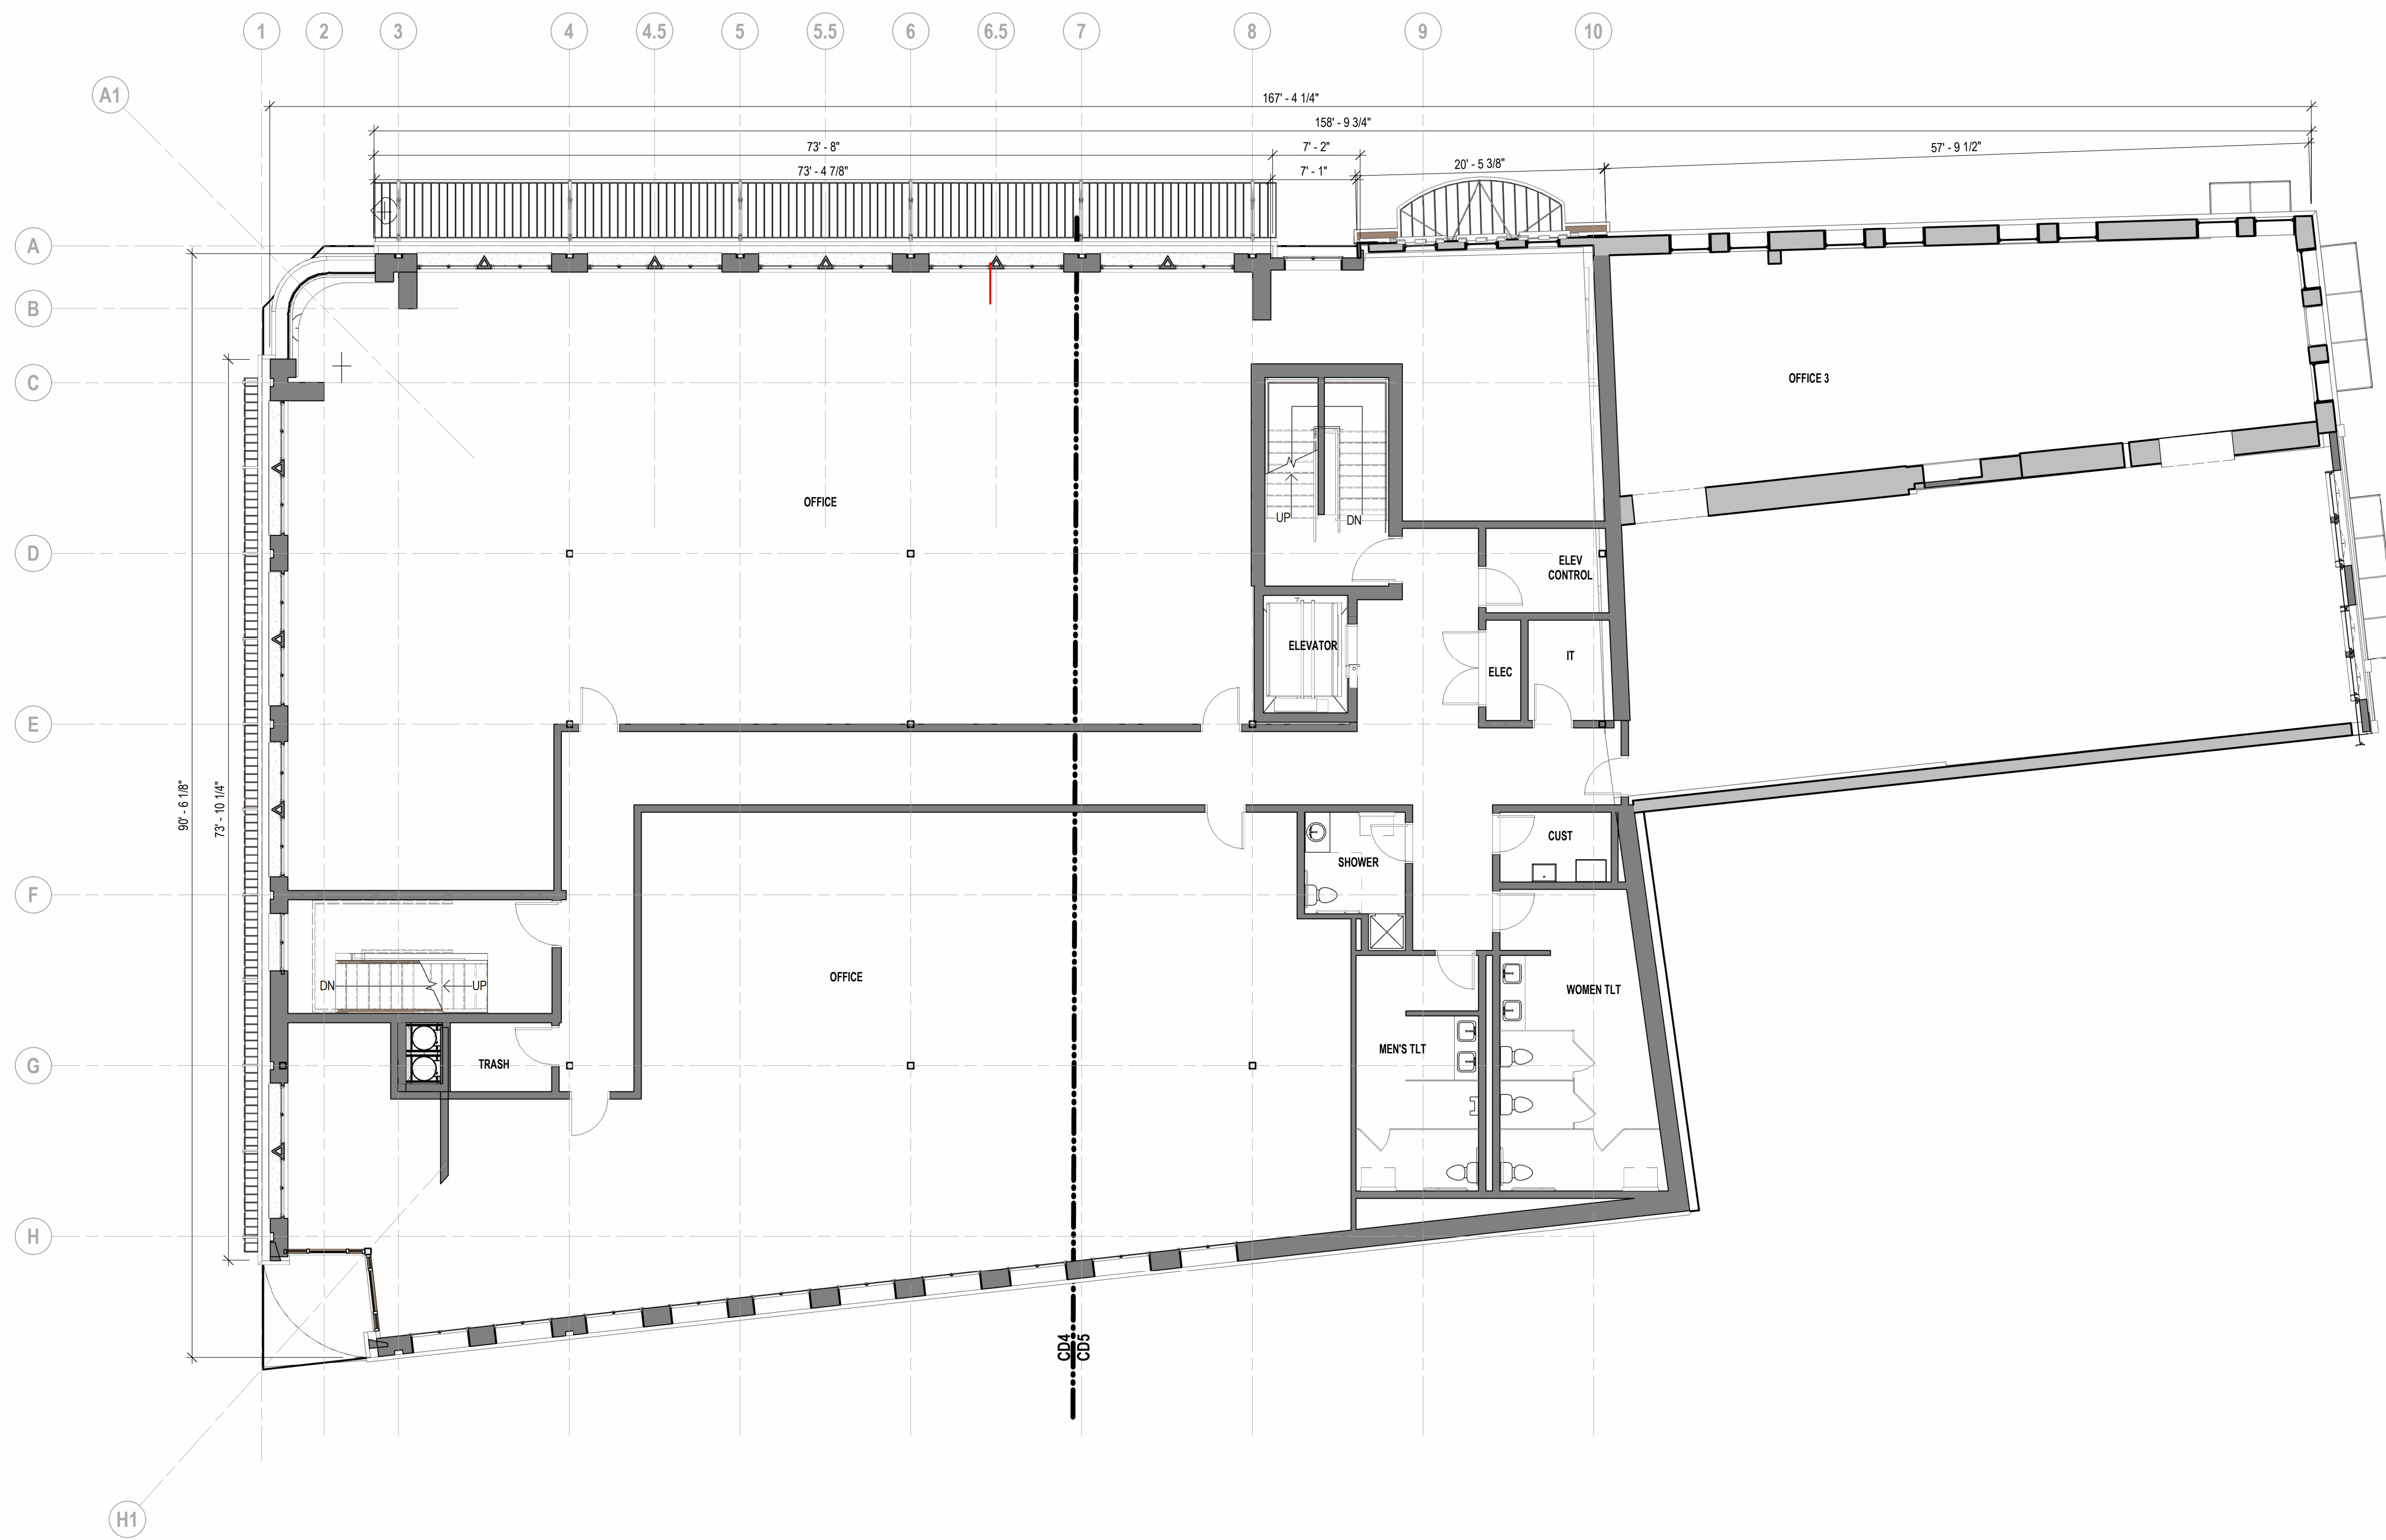 1 2 3 4 4.5 5 5.5 6 6.5 7 8 9 10
A1
167' - 4 1/4"
158' - 9 3/4"
73' - 8" 7' - 2"
57' - 9 1/2"
73' - 4 7/8" 7' - 1" 20' - 5 3/8"
A
B
C
OFFICE 3
OFFICE
UP DN
D
ELEV
CONTROL
ELEVATOR
IT
ELEC
E
90' - 6 1/8"
73' - 10 1/4"
CUST
SHOWER
F
OFFICE
DN UP
WOMEN TLT
MEN'S TLT
TRASH
G
H
CD4
CD5
H1